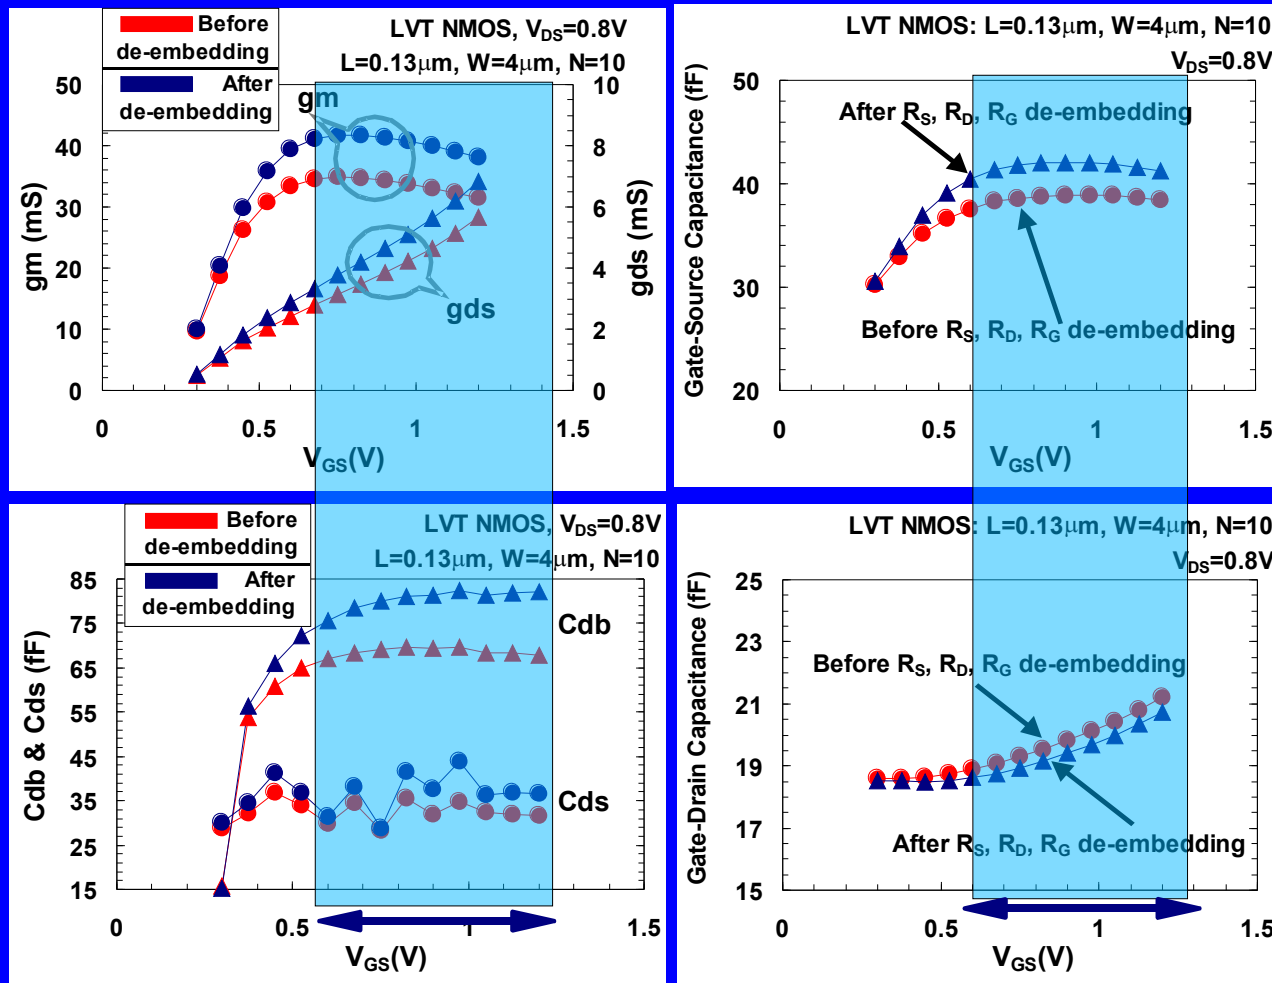 Before
de-embedding
After
de-embedding
LVT NMOS, VDS=0.8V
L=0.13μm, W=4μm, N=10
50
40
30
20
10
0
gm (mS)
10
8
6
4
2
0
gds (mS)
gm
gds
0
0.5
1
1.5
VGS(V)
LVT NMOS: L=0.13μm, W=4μm, N=10
VDS=0.8V
50
40
30
20
Gate-Source Capacitance (fF)
After RS, RD, RG de-embedding
Before RS, RD, RG de-embedding
0
0.5
1
1.5
VGS(V)
Before
de-embedding
After
de-embedding
LVT NMOS, VDS=0.8V
L=0.13μm, W=4μm, N=10
85
75
65
55
45
35
25
15
Cdb & Cds (fF)
Cdb
Cds
0
0.5
1
1.5
VGS(V)
LVT NMOS: L=0.13μm, W=4μm, N=10
VDS=0.8V
25
23
21
19
17
15
Gate-Drain Capacitance (fF)
Before RS, RD, RG de-embedding
After RS, RD, RG de-embedding
0
0.5
1
1.5
VGS(V)